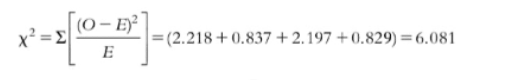 χ² = Σ[(O – E)² / E] = (2.218 + 0.837 + 2.197 + 0.829) = 6.081